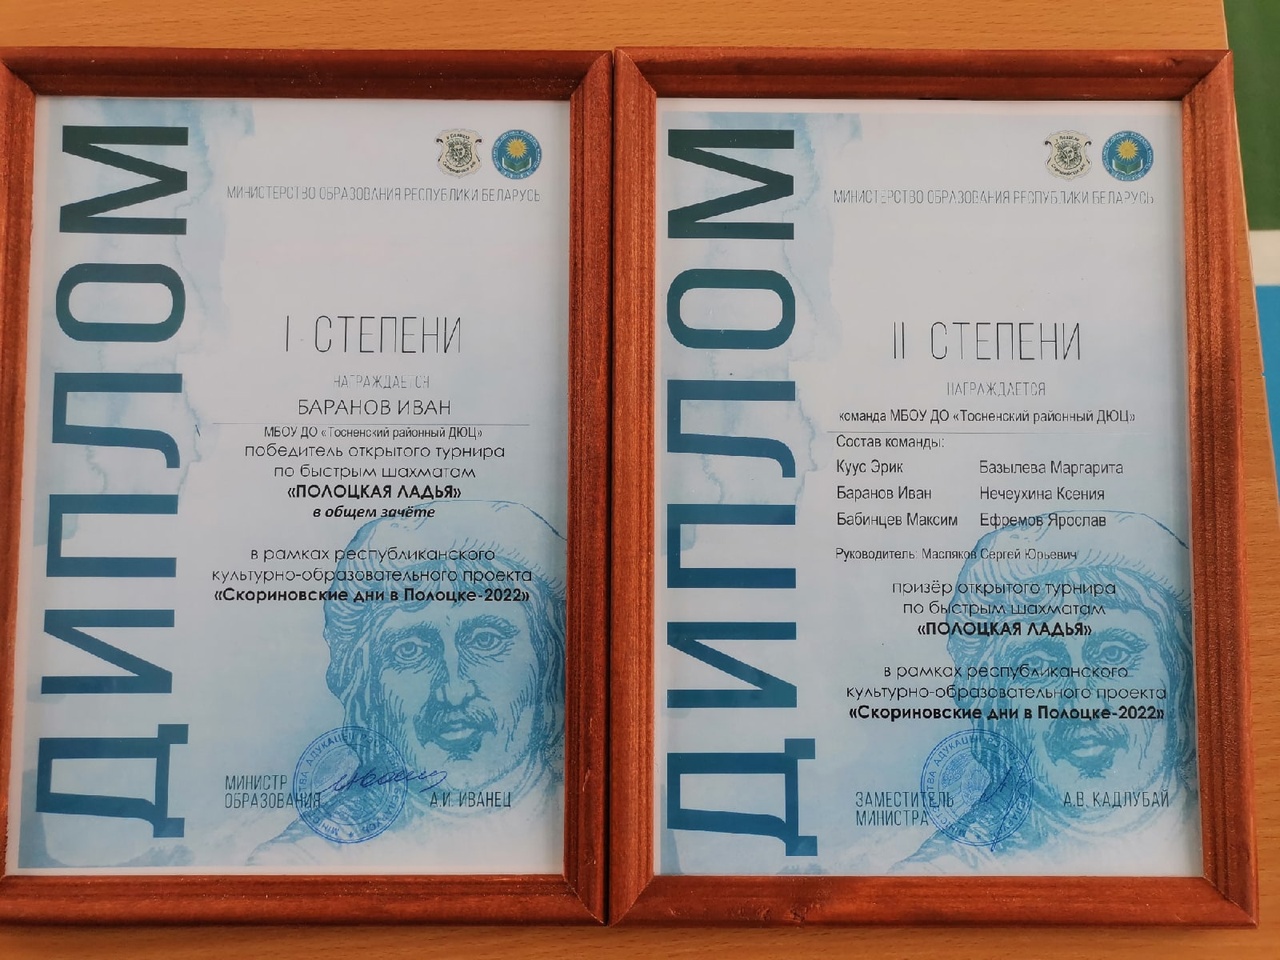 ДИПЛОМ
МИНИСТЕРСТВО ОБРАЗОВАНИЯ РЕСПУБЛИКИ БЕЛАРУСЬ
I СТЕПЕНИ
НАГРАЖДАЕТСЯ
БАРАНОВ ИВАН
МБОУ ДО «Тосненский районный ДЮЦ»
победитель открытого турнира
по быстрым шахматам
«ПОЛОЦКАЯ ЛАДЬЯ»
в общем зачёте
в рамках республиканского
культурно-образовательного проекта
«Скориновские дни в Полоцке-2022»
МИНИСТР
ОБРАЗОВАНИЯ
А.И. ИВАНЕЦ
ДИПЛОМ
МИНИСТЕРСТВО ОБРАЗОВАНИЯ РЕСПУБЛИКИ БЕЛАРУСЬ
II СТЕПЕНИ
НАГРАЖДАЕТСЯ
команда МБОУ ДО «Тосненский районный ДЮЦ»
Состав команды:
Куус Эрик Базылева Маргарита
Баранов Иван Нечеухина Ксения
Бабинцев Максим Ефремов Ярослав
Руководитель: Масляков Сергей Юрьевич
призёр открытого турнира
по быстрым шахматам
«ПОЛОЦКАЯ ЛАДЬЯ»
в рамках республиканского
культурно-образовательного проекта
«Скориновские дни в Полоцке-2022»
ЗАМЕСТИТЕЛЬ
МИНИСТРА
А.В. КАДЛУБАЙ